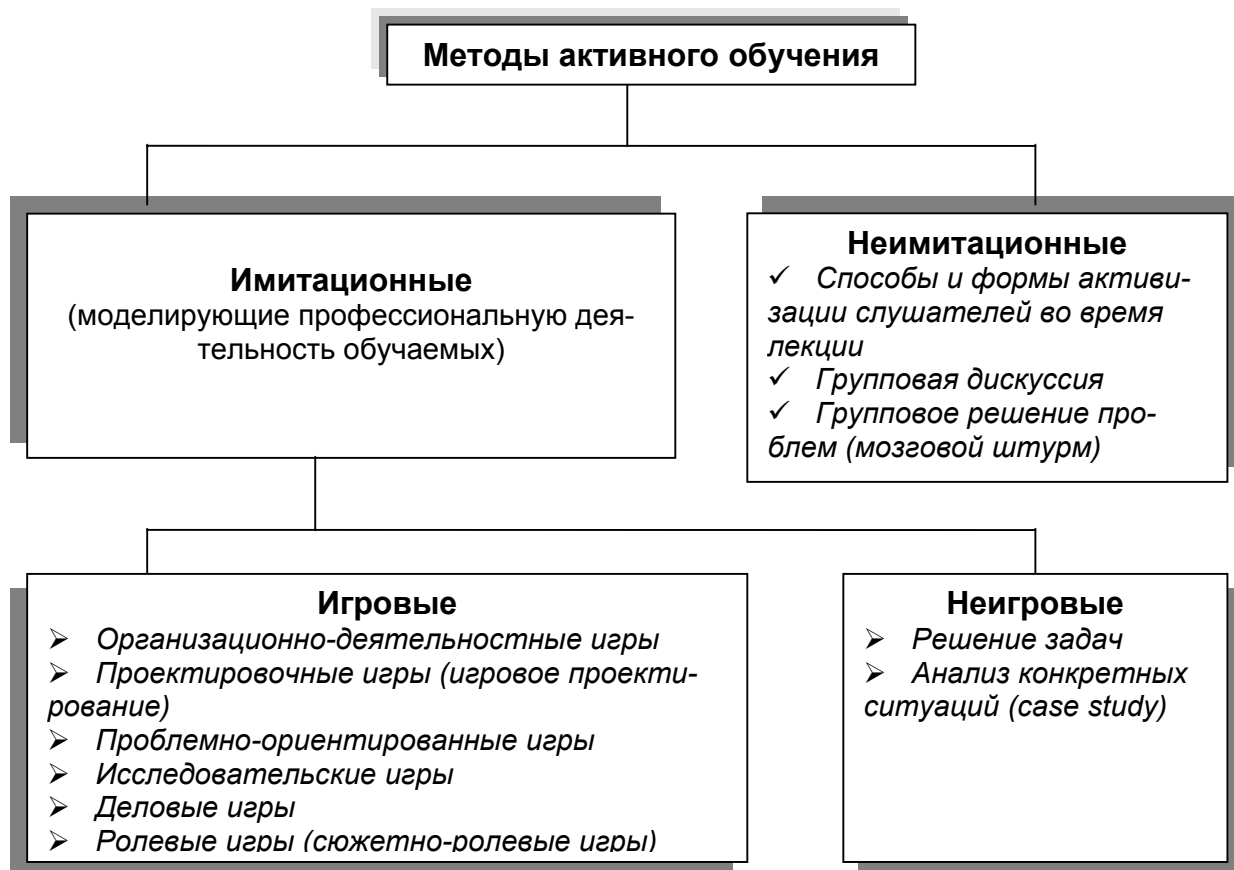 Методы активного обучения
Имитационные
(моделирующие профессиональную дея-
тельность обучаемых)
Неимитационные
✓ Способы и формы активи-
зации слушателей во время
лекции
✓ Групповая дискуссия
✓ Групповое решение про-
блем (мозговой штурм)
Игровые
➢ Организационно-деятельностные игры
➢ Проектировочные игры (игровое проекти-
рование)
➢ Проблемно-ориентированные игры
➢ Исследовательские игры
➢ Деловые игры
➢ Ролевые игры (сюжетно-ролевые игры)
Неигровые
➢ Решение задач
➢ Анализ конкретных
ситуаций (case study)